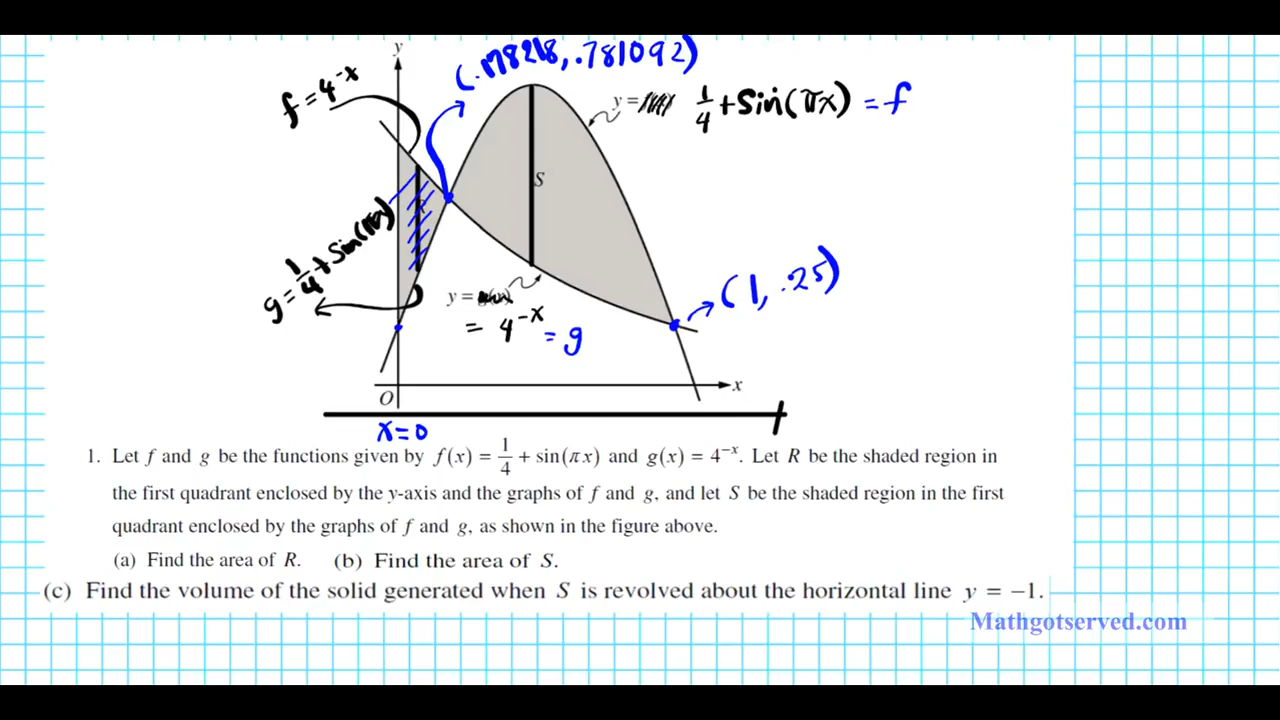 y
(.178218, .781092)
f = 4^-x
y = 1/4 + Sin(πx) = f
S
g = 1/4 + Sin(πx)
(1, .25)
y =
= 4^-x = g
x
O
x=0
1. Let f and g be the functions given by f(x) = 1/4 + sin(πx) and g(x) = 4^-x. Let R be the shaded region in
the first quadrant enclosed by the y-axis and the graphs of f and g, and let S be the shaded region in the first
quadrant enclosed by the graphs of f and g, as shown in the figure above.
(a) Find the area of R. (b) Find the area of S.
(c) Find the volume of the solid generated when S is revolved about the horizontal line y = −1.
Mathgotserved.com